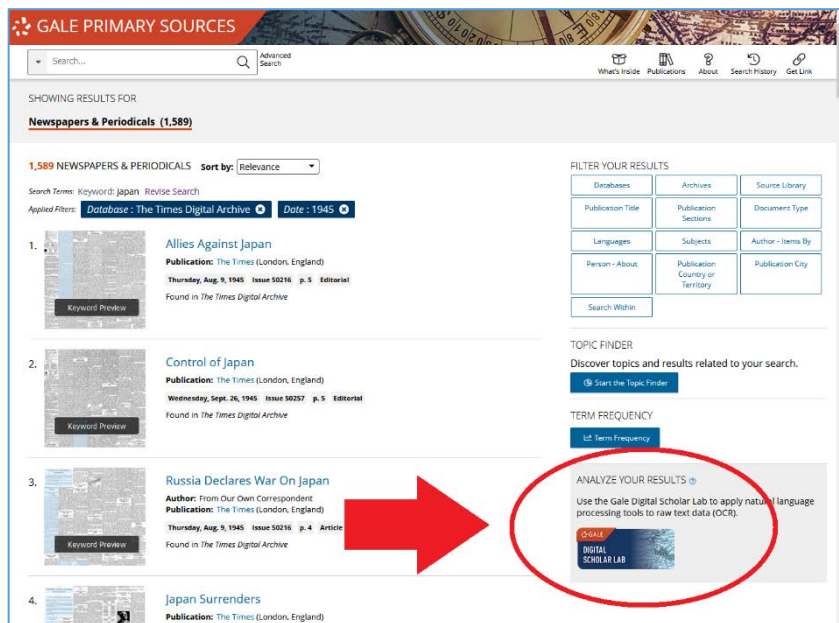 GALE PRIMARY SOURCES
Search...
Advanced
Search
What's Inside
Publications
About
Search History
Get Link
SHOWING RESULTS FOR
Newspapers & Periodicals (1,589)
1,589 NEWSPAPERS & PERIODICALS Sort by: Relevance
Search Terms: Keyword: Japan Revise Search
Applied Filters: Database : The Times Digital Archive Date : 1945
1.
Keyword Preview
Allies Against Japan
Publication: The Times (London, England)
Thursday, Aug. 9, 1945 Issue 50216 p. 5 Editorial
Found in The Times Digital Archive
2.
Keyword Preview
Control of Japan
Publication: The Times (London, England)
Wednesday, Sept. 26, 1945 Issue 50257 p. 5 Editorial
Found in The Times Digital Archive
3.
Keyword Preview
Russia Declares War On Japan
Author: From Our Own Correspondent
Publication: The Times (London, England)
Thursday, Aug. 9, 1945 Issue 50216 p. 4 Article
Found in The Times Digital Archive
4.
Japan Surrenders
Publication: The Times (London, England)
FILTER YOUR RESULTS
Databases
Archives
Source Library
Publication Title
Publication
Sections
Document Type
Languages
Subjects
Author - Items By
Person - About
Publication
Country or
Territory
Publication City
Search Within
TOPIC FINDER
Discover topics and results related to your search.
Start the Topic Finder
TERM FREQUENCY
Term Frequency
ANALYZE YOUR RESULTS
Use the Gale Digital Scholar Lab to apply natural language
processing tools to raw text data (OCR).
GALE
DIGITAL
SCHOLAR LAB